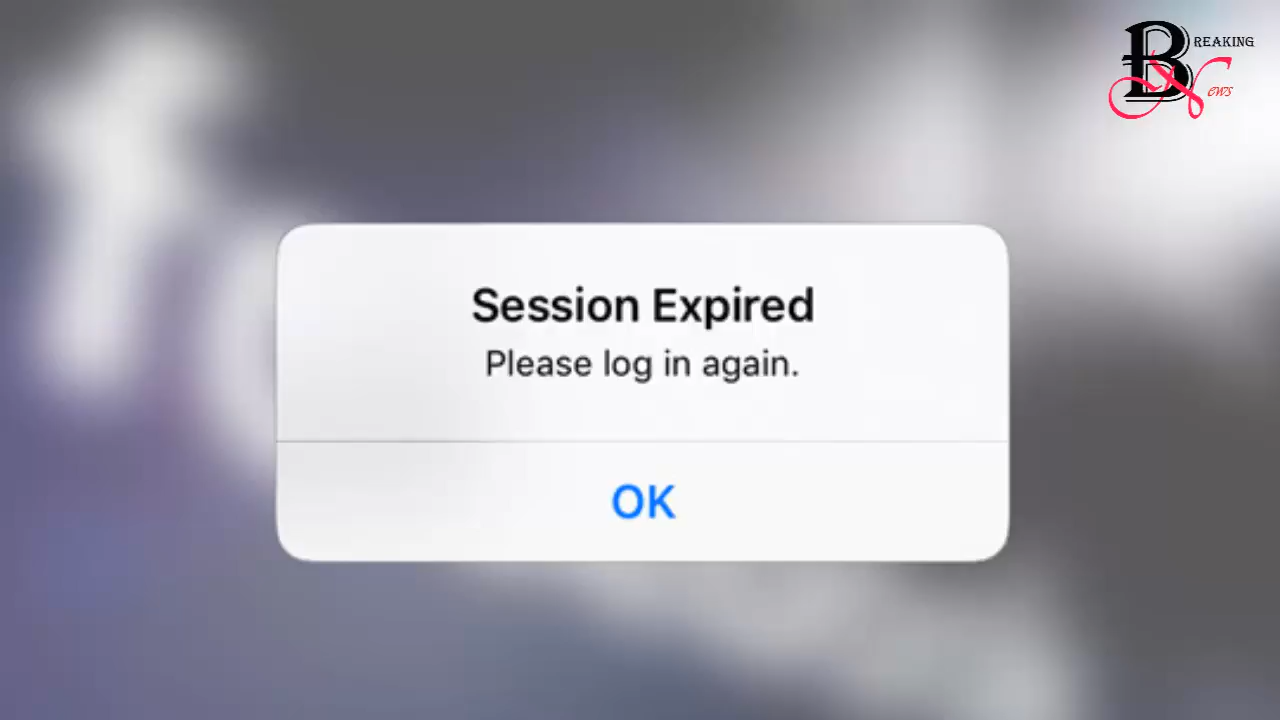 BREAKING
News
Session Expired
Please log in again.
OK